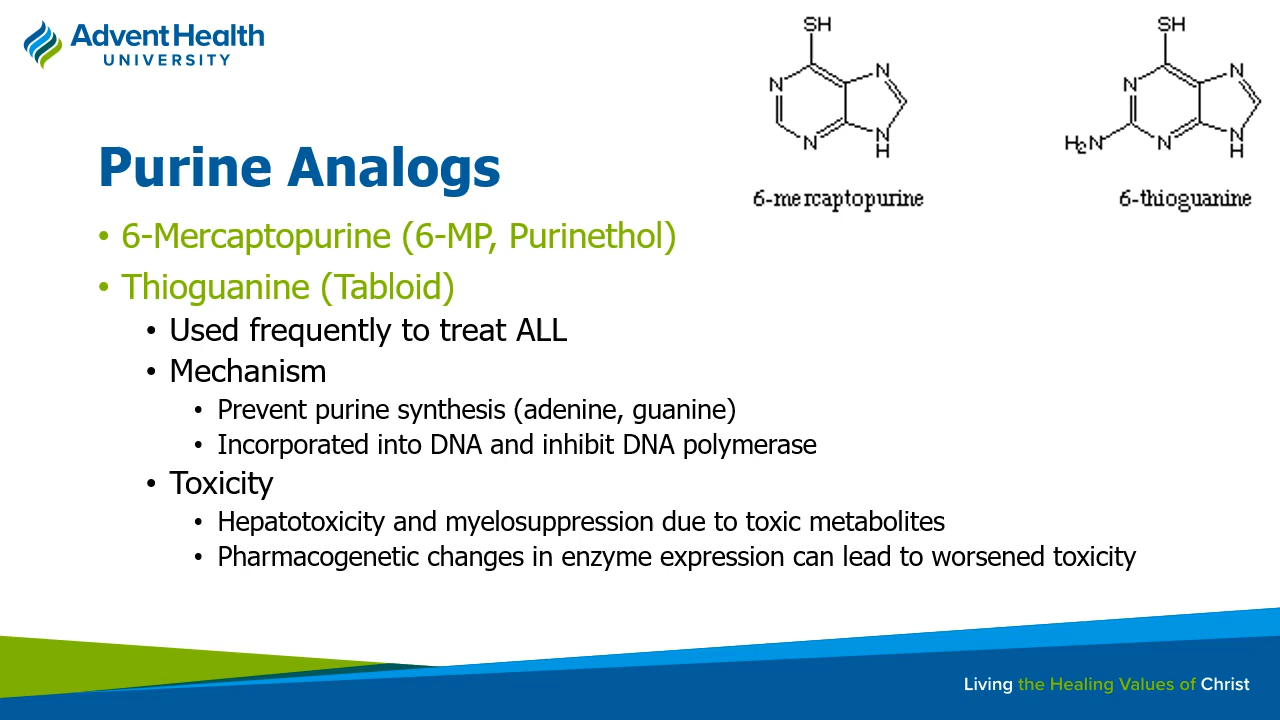 AdventHealth
UNIVERSITY
SH
N
N
N
N
H
6-mercaptopurine
SH
N
N
H2N
N
N
H
6-thioguanine
Purine Analogs
• 6-Mercaptopurine (6-MP, Purinethol)
• Thioguanine (Tabloid)
• Used frequently to treat ALL
• Mechanism
• Prevent purine synthesis (adenine, guanine)
• Incorporated into DNA and inhibit DNA polymerase
• Toxicity
• Hepatotoxicity and myelosuppression due to toxic metabolites
• Pharmacogenetic changes in enzyme expression can lead to worsened toxicity
Living the Healing Values of Christ